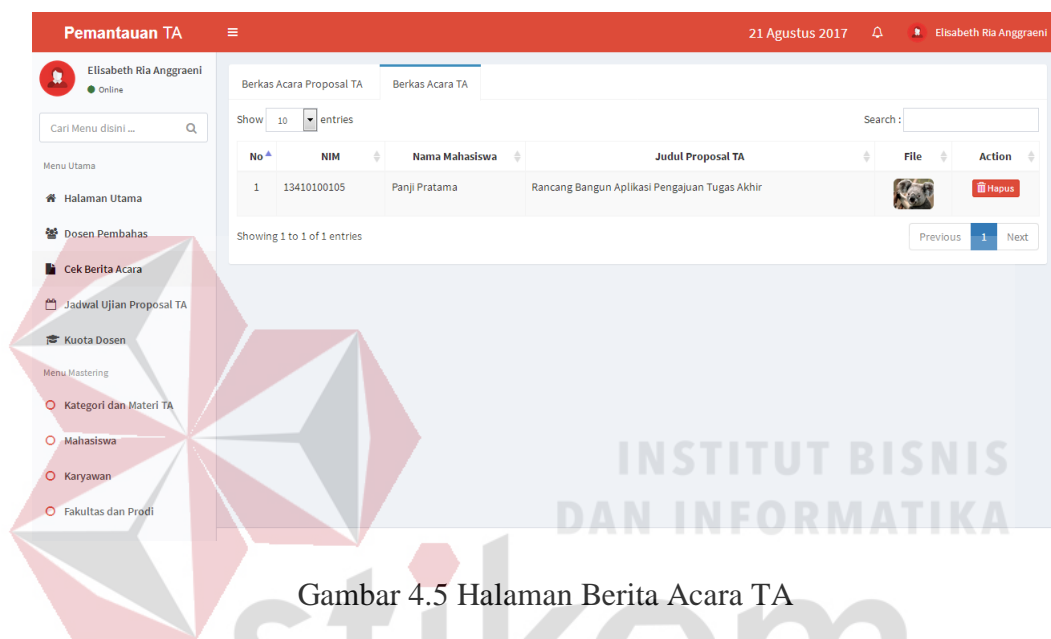 Pemantauan TA
21 Agustus 2017
Elisabeth Ria Anggraeni
Elisabeth Ria Anggraeni
Online
Cari Menu disini ...
Menu Utama
Halaman Utama
Dosen Pembahas
Cek Berita Acara
Jadwal Ujian Proposal TA
Kuota Dosen
Menu Mastering
Kategori dan Materi TA
Mahasiswa
Karyawan
Fakultas dan Prodi
Berkas Acara Proposal TA Berkas Acara TA
Show 10 entries Search :
No NIM Nama Mahasiswa Judul Proposal TA File Action
1 13410100105 Panji Pratama Rancang Bangun Aplikasi Pengajuan Tugas Akhir Hapus
Showing 1 to 1 of 1 entries Previous 1 Next
INSTITUT BISNIS
DAN INFORMATIKA
stikom
Gambar 4.5 Halaman Berita Acara TA